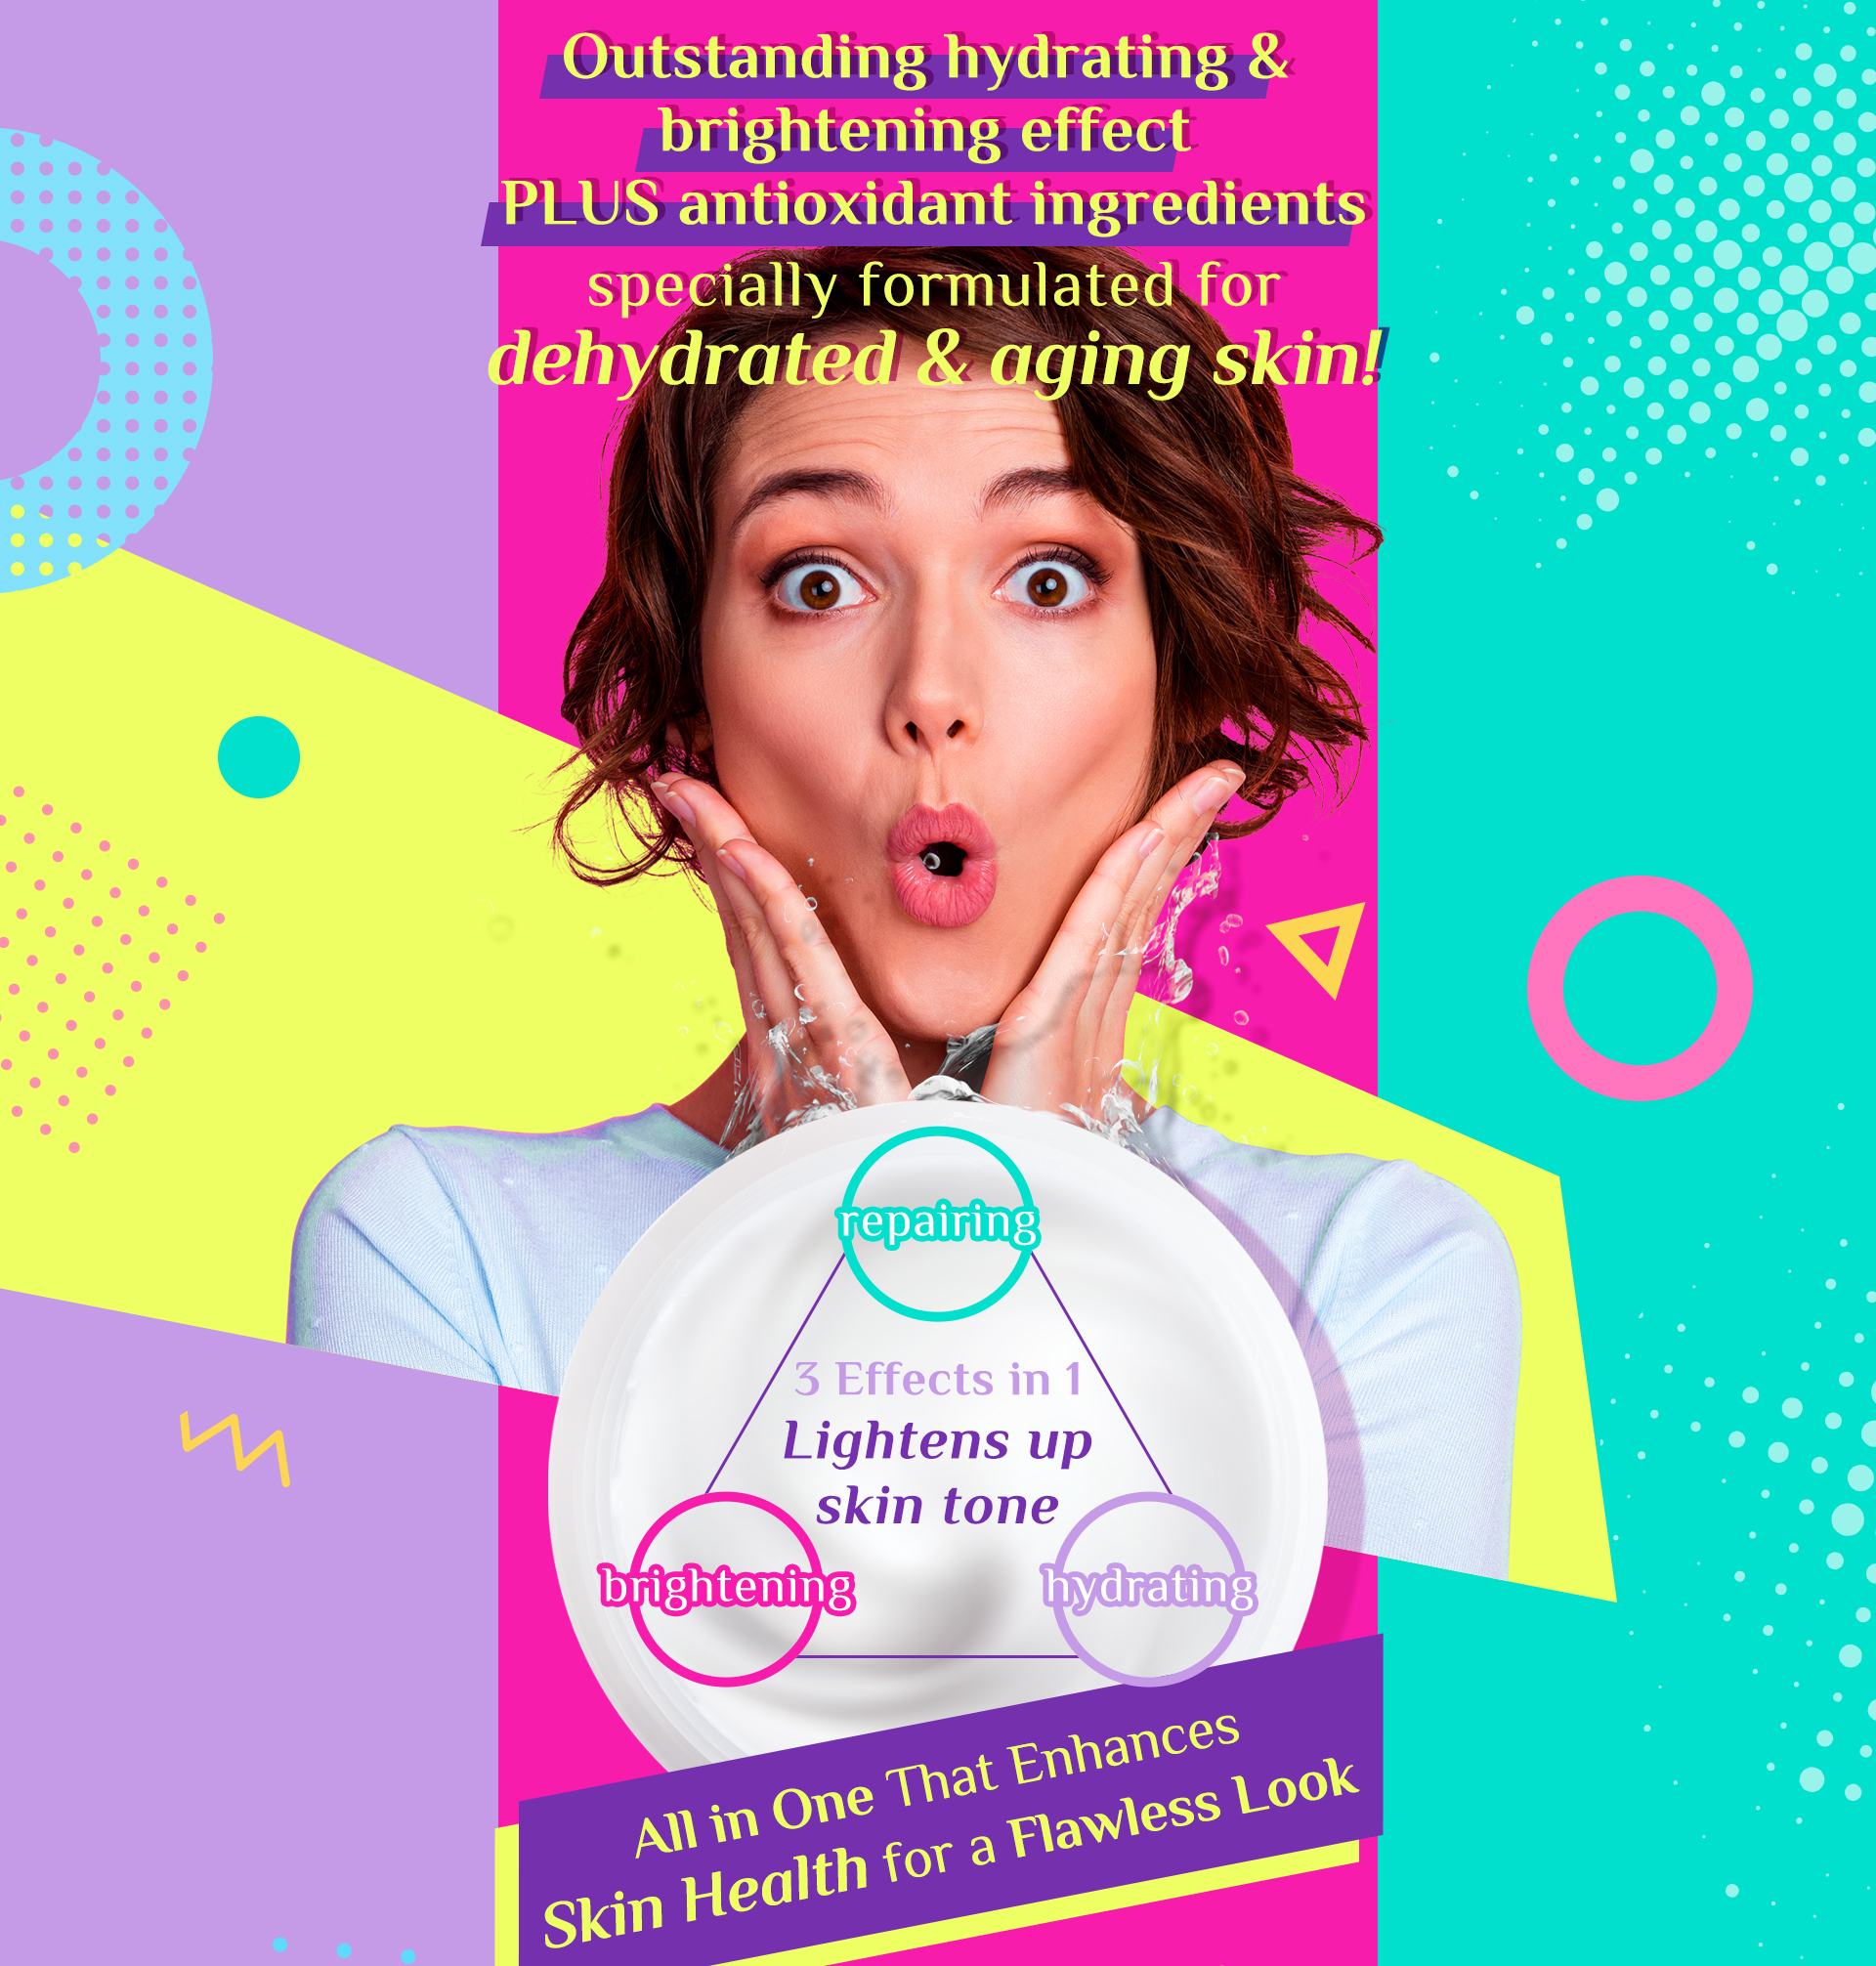 Outstanding hydrating &
brightening effect
PLUS antioxidant ingredients
specially formulated for
dehydrated & aging skin!
repairing
3 Effects in 1
Lightens up
skin tone
brightening
hydrating
All in One That Enhances
Skin Health for a Flawless Look